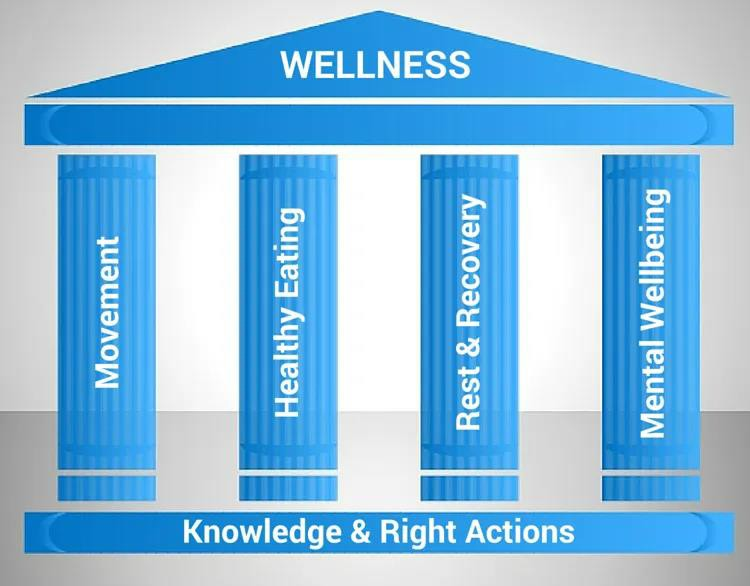 WELLNESS
Movement
Healthy Eating
Rest & Recovery
Mental Wellbeing
Knowledge & Right Actions